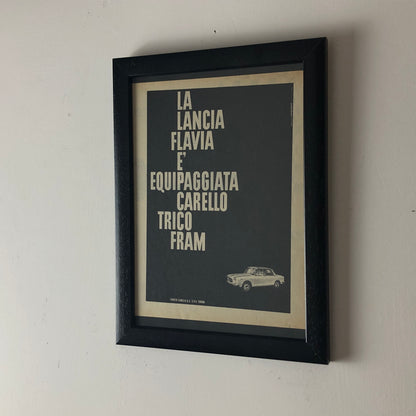 LA
LANCIA
FLAVIA
E'
EQUIPAGGIATA
CARELLO
TRICO
FRAM